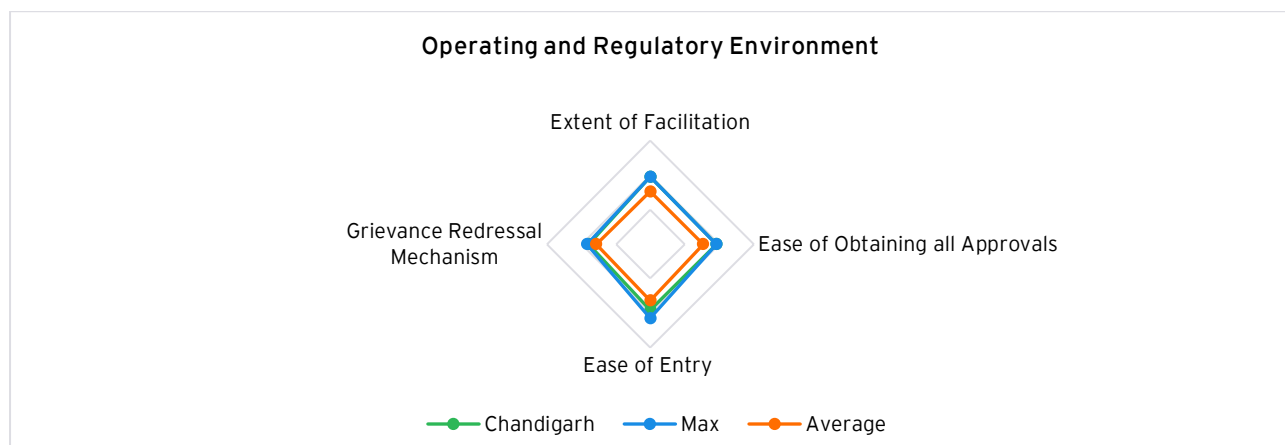 Operating and Regulatory Environment
Extent of Facilitation
Grievance Redressal
Mechanism
Ease of Obtaining all Approvals
Ease of Entry
Chandigarh
Max
Average